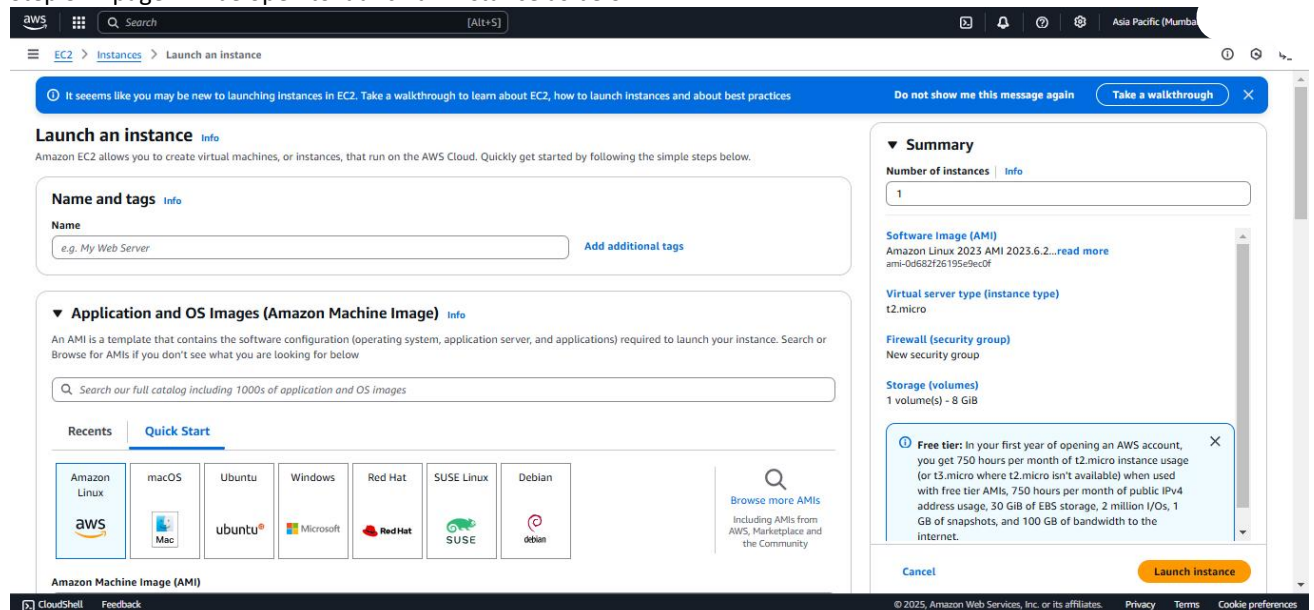 aws Search [Alt+S] Asia Pacific (Mumba
EC2 > Instances > Launch an instance
It seeems like you may be new to launching instances in EC2. Take a walkthrough to learn about EC2, how to launch instances and about best practices Do not show me this message again Take a walkthrough
Launch an instance Info
Amazon EC2 allows you to create virtual machines, or instances, that run on the AWS Cloud. Quickly get started by following the simple steps below.
Name and tags Info
Name
e.g. My Web Server Add additional tags
Application and OS Images (Amazon Machine Image) Info
An AMI is a template that contains the software configuration (operating system, application server, and applications) required to launch your instance. Search or
Browse for AMIs if you don't see what you are looking for below
Search our full catalog including 1000s of application and OS images
Recents Quick Start
Amazon Linux
aws
macOS
Mac
Ubuntu
ubuntu®
Windows
Microsoft
Red Hat
Red Hat
SUSE Linux
SUSE
Debian
debian
Browse more AMIs
Including AMIs from
AWS, Marketplace and
the Community
Amazon Machine Image (AMI)
Summary
Number of instances Info
1
Software Image (AMI)
Amazon Linux 2023 AMI 2023.6.2...read more
ami-0d682f26195e9ec0f
Virtual server type (instance type)
t2.micro
Firewall (security group)
New security group
Storage (volumes)
1 volume(s) - 8 GiB
Free tier: In your first year of opening an AWS account,
you get 750 hours per month of t2.micro instance usage
(or t3.micro where t2.micro isn't available) when used
with free tier AMIs, 750 hours per month of public IPv4
address usage, 30 GiB of EBS storage, 2 million I/Os, 1
GB of snapshots, and 100 GB of bandwidth to the
internet.
Cancel Launch instance
CloudShell Feedback © 2025, Amazon Web Services, Inc. or its affiliates. Privacy Terms Cookie preferences